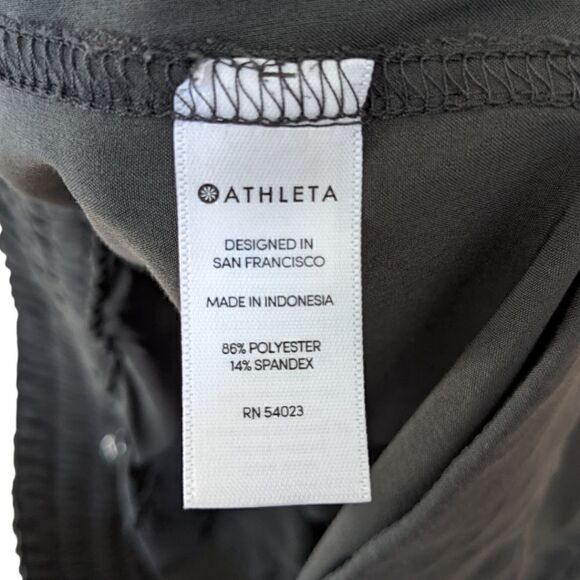 ATHLETA
DESIGNED IN
SAN FRANCISCO
MADE IN INDONESIA
86% POLYESTER
14% SPANDEX
RN 54023